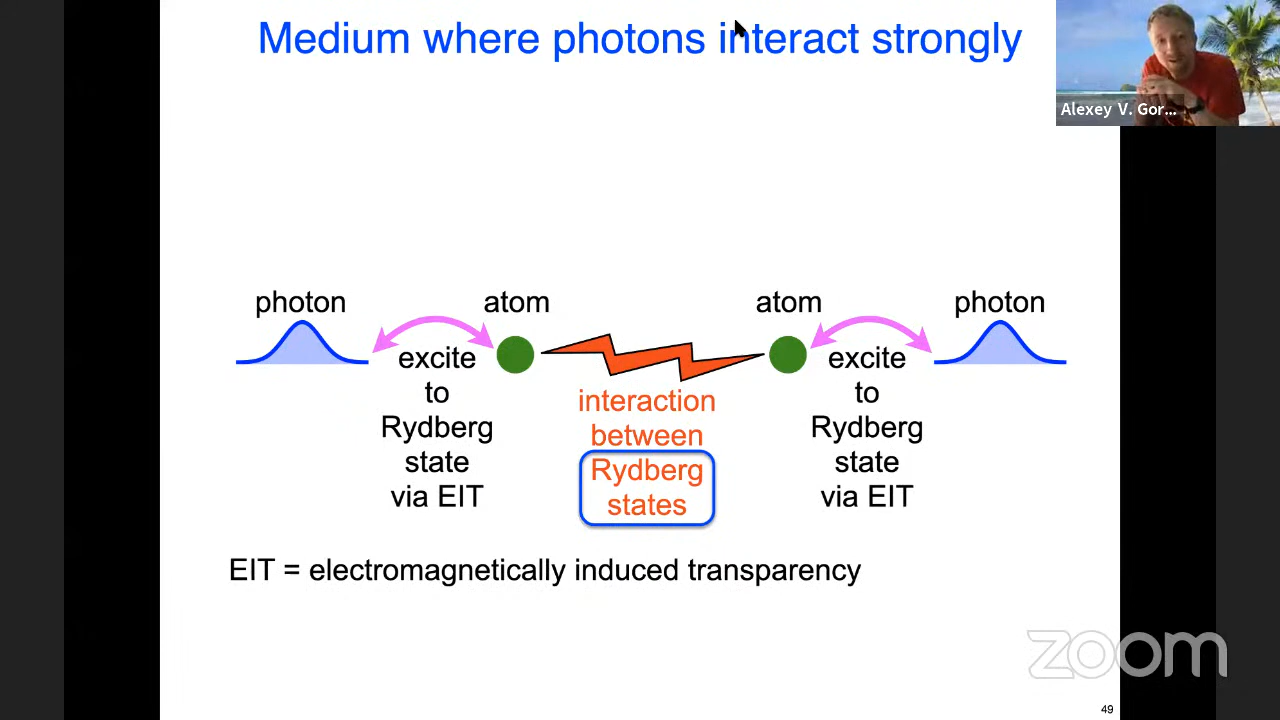 Medium where photons interact strongly
Alexey V. Gor...
photon
atom
atom
photon
excite
to
Rydberg
state
via EIT
interaction
between
Rydberg
states
excite
to
Rydberg
state
via EIT
EIT = electromagnetically induced transparency
zoom
49